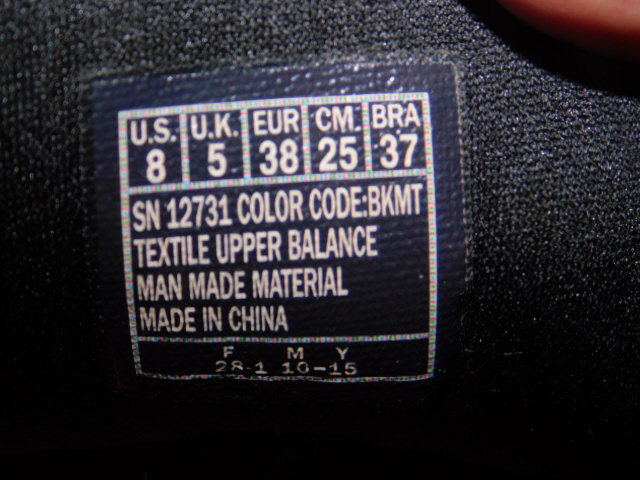 U.S. U.K. EUR CM. BRA
8 5 38 25 37
SN 12731 COLOR CODE:BKMT
TEXTILE UPPER BALANCE
MAN MADE MATERIAL
MADE IN CHINA
F M Y
28-1 10-15